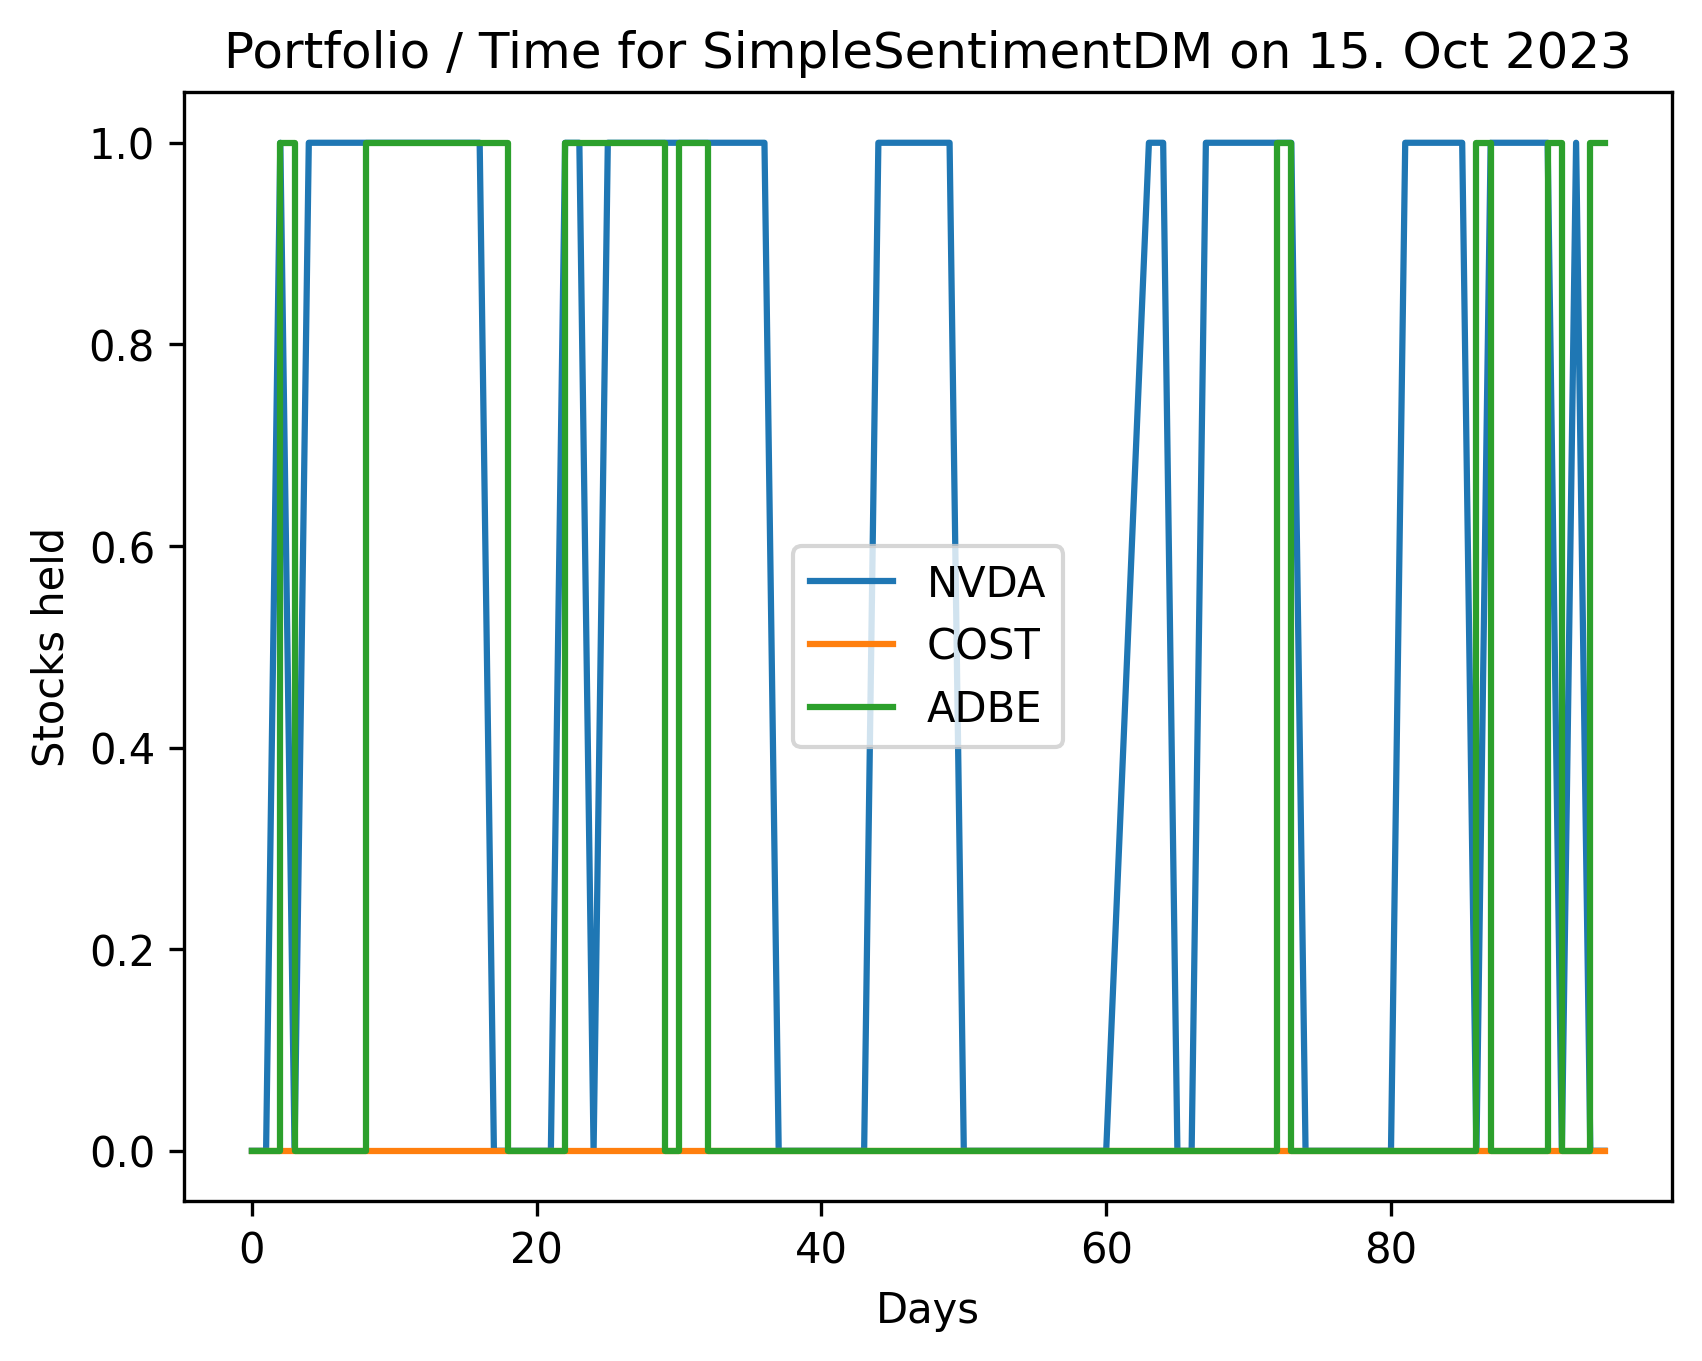 Portfolio / Time for SimpleSentimentDM on 15. Oct 2023
1.0
0.8
0.6
0.4
0.2
0.0
Stocks held
NVDA
COST
ADBE
0 20 40 60 80
Days